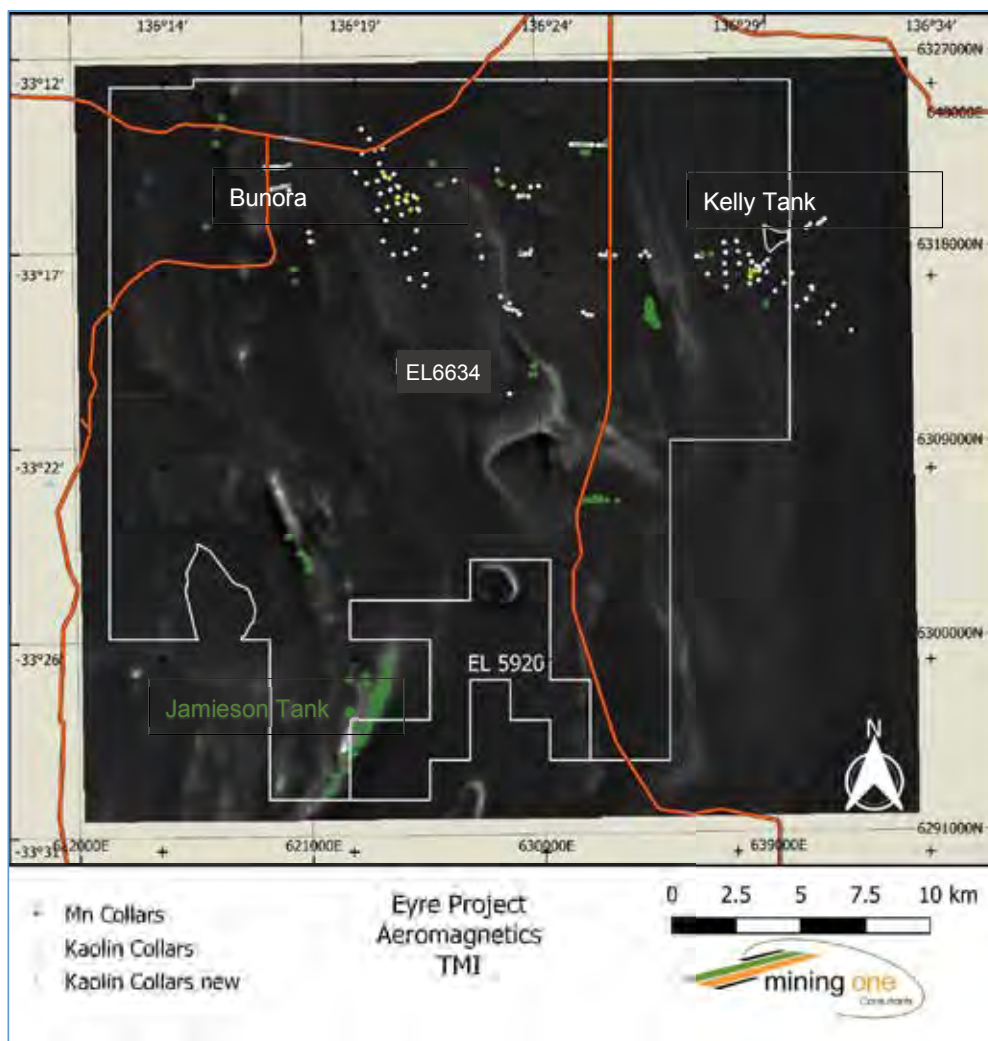 136°14′ 136°19′ 136°24′ 136°29′ 136°34′
6327000N
-33°12′
648000E
Bunora
Kelly Tank
6318000N
-33°17′
EL6634
6309000N
-33°22′
6300000N
-33°26′
EL 5920
Jamieson Tank
N
6291000N
-33°31′
612000E 621000E 630000E 639000E
Mn Collars
Kaolin Collars
Kaolin Collars new
Eyre Project
Aeromagnetics
TMI
0 2.5 5 7.5 10 km
mining one
Consultants